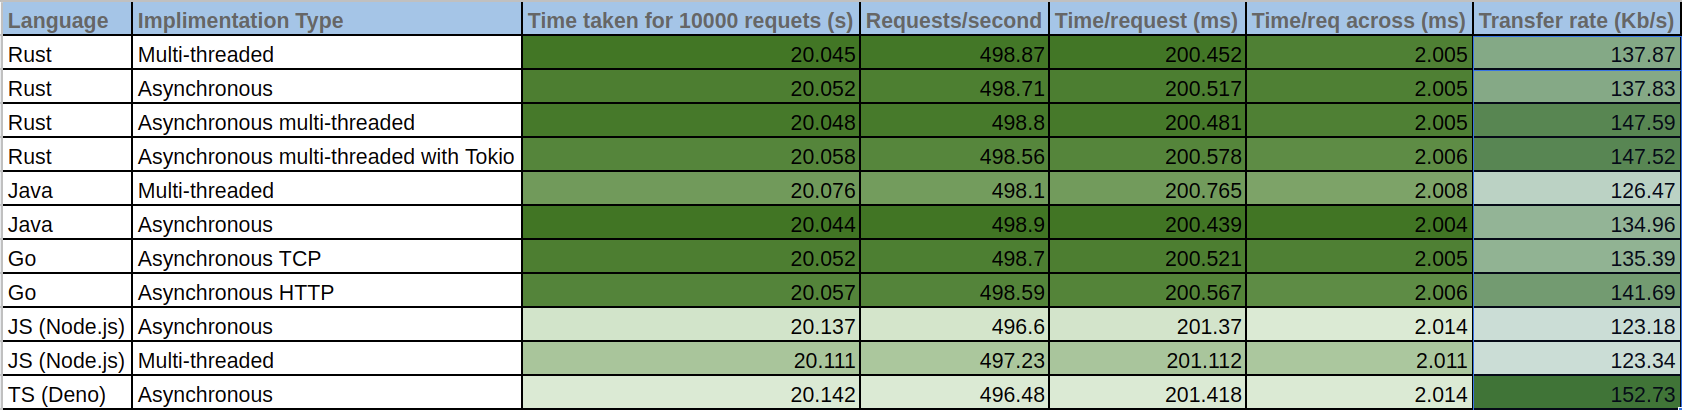 Language Implimentation Type Time taken for 10000 requets (s) Requests/second Time/request (ms) Time/req across (ms) Transfer rate (Kb/s)
Rust Multi-threaded 20.045 498.87 200.452 2.005 137.87
Rust Asynchronous 20.052 498.71 200.517 2.005 137.83
Rust Asynchronous multi-threaded 20.048 498.8 200.481 2.005 147.59
Rust Asynchronous multi-threaded with Tokio 20.058 498.56 200.578 2.006 147.52
Java Multi-threaded 20.076 498.1 200.765 2.008 126.47
Java Asynchronous 20.044 498.9 200.439 2.004 134.96
Go Asynchronous TCP 20.052 498.7 200.521 2.005 135.39
Go Asynchronous HTTP 20.057 498.59 200.567 2.006 141.69
JS (Node.js) Asynchronous 20.137 496.6 201.37 2.014 123.18
JS (Node.js) Multi-threaded 20.111 497.23 201.112 2.011 123.34
TS (Deno) Asynchronous 20.142 496.48 201.418 2.014 152.73